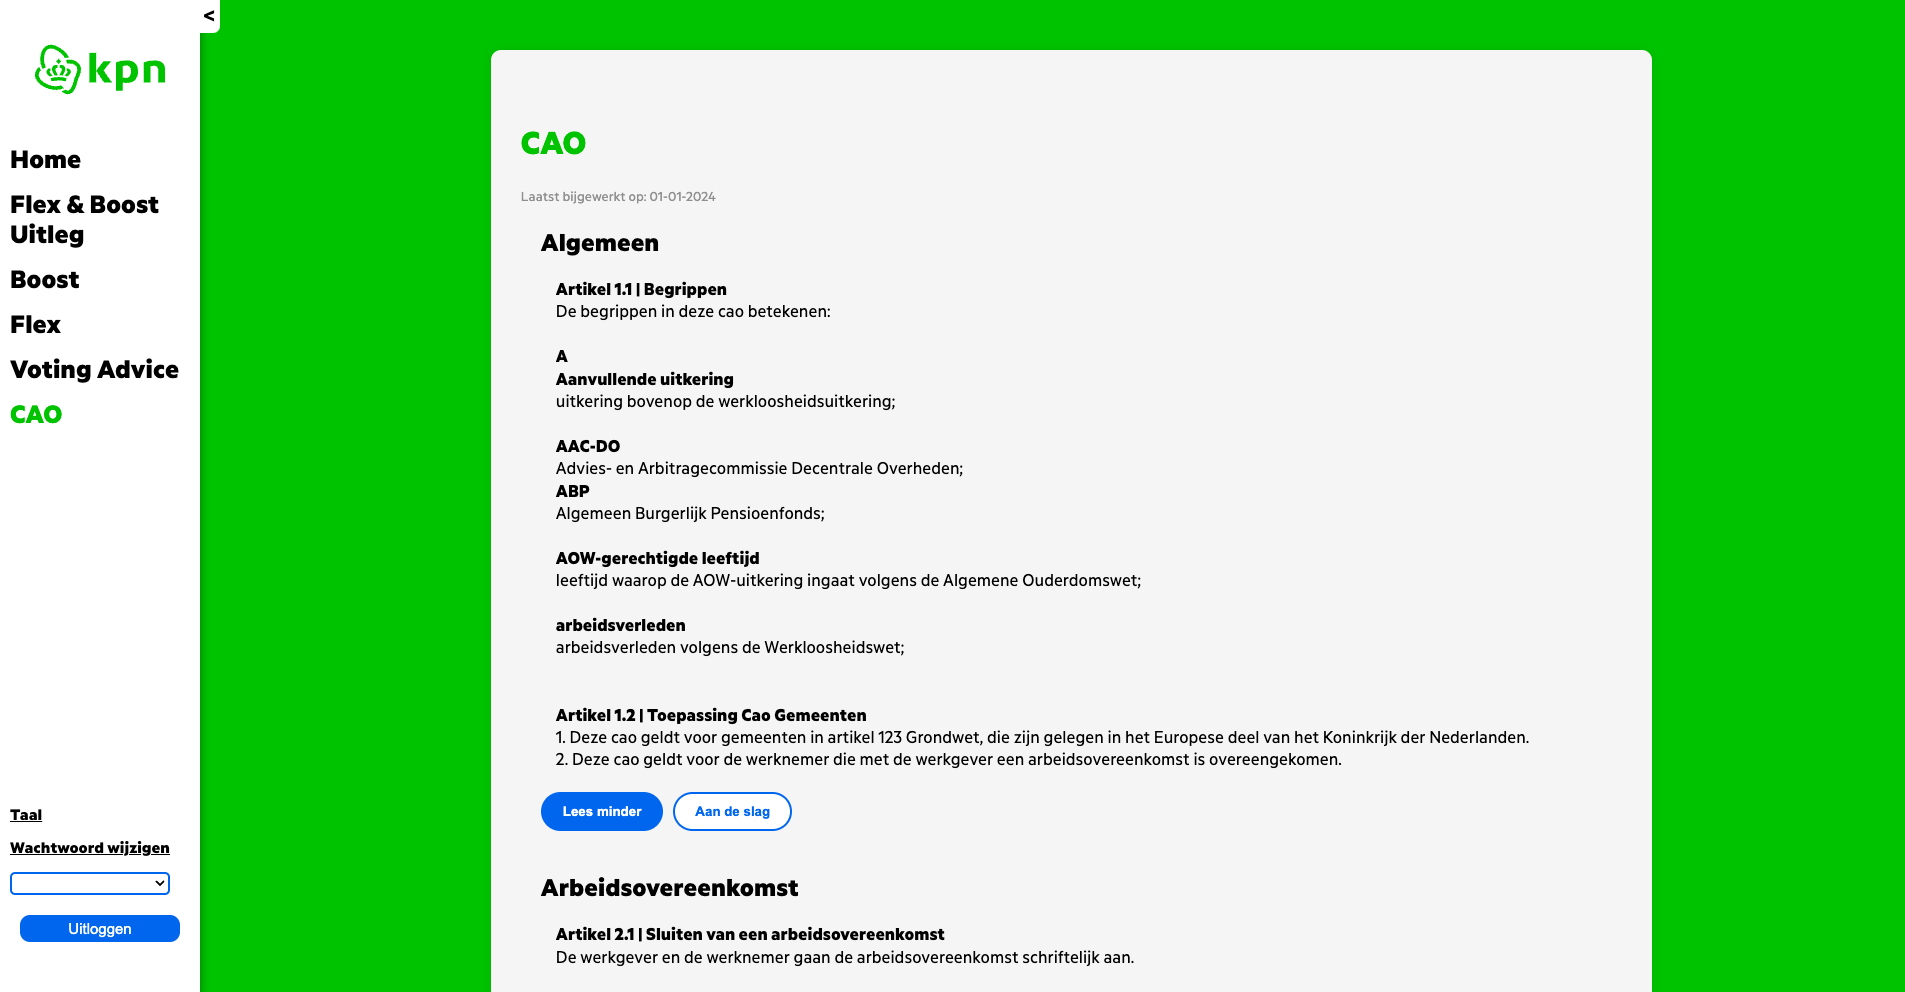 <
kpn
Home
Flex & Boost
Uitleg
Boost
Flex
Voting Advice
CAO
Taal
Wachtwoord wijzigen
Uitloggen
CAO
Laatst bijgewerkt op: 01-01-2024
Algemeen
Artikel 1.1 | Begrippen
De begrippen in deze cao betekenen:
A
Aanvullende uitkering
uitkering bovenop de werkloosheidsuitkering;
AAC-DO
Advies- en Arbitragecommissie Decentrale Overheden;
ABP
Algemeen Burgerlijk Pensioenfonds;
AOW-gerechtigde leeftijd
leeftijd waarop de AOW-uitkering ingaat volgens de Algemene Ouderdomswet;
arbeidsverleden
arbeidsverleden volgens de Werkloosheidswet;
Artikel 1.2 | Toepassing Cao Gemeenten
1. Deze cao geldt voor gemeenten in artikel 123 Grondwet, die zijn gelegen in het Europese deel van het Koninkrijk der Nederlanden.
2. Deze cao geldt voor de werknemer die met de werkgever een arbeidsovereenkomst is overeengekomen.
Lees minder
Aan de slag
Arbeidsovereenkomst
Artikel 2.1 | Sluiten van een arbeidsovereenkomst
De werkgever en de werknemer gaan de arbeidsovereenkomst schriftelijk aan.